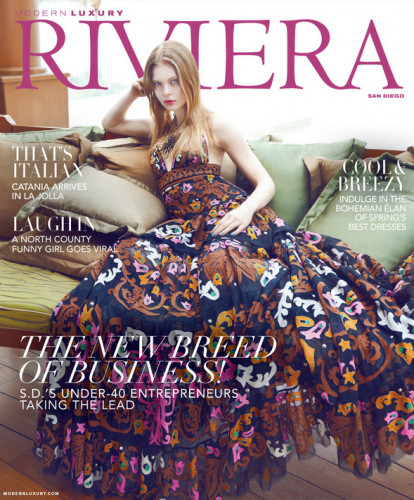 MODERN LUXURY
RIVIERA
SAN DIEGO
THAT'S
ITALIAN
CATANIA ARRIVES
IN LA JOLLA
LAUGH IN
A NORTH COUNTY
FUNNY GIRL GOES VIRAL
COOL &
BREEZY
INDULGE IN THE
BOHEMIAN ÉLAN
OF SPRING'S
BEST DRESSES
THE NEW BREED
OF BUSINESS!
S.D.'S UNDER-40 ENTREPRENEURS
TAKING THE LEAD
MODERNLUXURY.COM